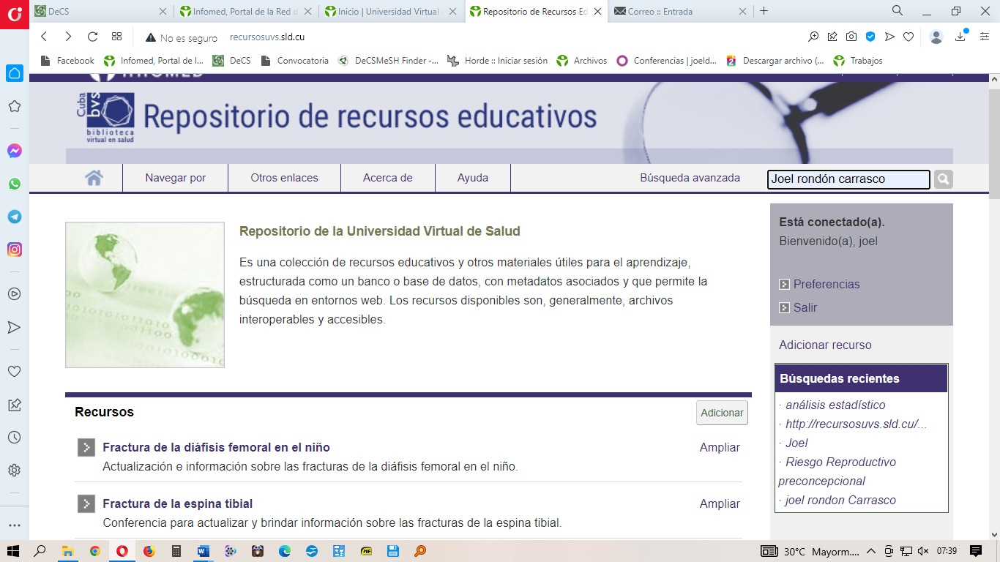 DeCS
Infomed, Portal de la Red d
Inicio | Universidad Virtual
Repositorio de Recursos Ed
Correo :: Entrada
No es seguro
recursosuvs.sld.cu
Facebook
Infomed, Portal de l...
DeCS
Convocatoria
DeCSMeSH Finder -...
Horde :: Iniciar sesión
Archivos
Conferencias | joeld...
Descargar archivo (...
Trabajos
Cuba
bvs
biblioteca
virtual en salud
Repositorio de recursos educativos
Navegar por
Otros enlaces
Acerca de
Ayuda
Búsqueda avanzada
Joel rondón carrasco
Repositorio de la Universidad Virtual de Salud
Es una colección de recursos educativos y otros materiales útiles para el aprendizaje,
estructurada como un banco o base de datos, con metadatos asociados y que permite la
búsqueda en entornos web. Los recursos disponibles son, generalmente, archivos
interoperables y accesibles.
Está conectado(a).
Bienvenido(a), joel
Preferencias
Salir
Adicionar recurso
Búsquedas recientes
· análisis estadístico
· http://recursosuvs.sld.cu/...
· Joel
· Riesgo Reproductivo
preconcepcional
· joel rondon Carrasco
Recursos
Adicionar
Fractura de la diáfisis femoral en el niño
Ampliar
Actualización e información sobre las fracturas de la diáfisis femoral en el niño.
Fractura de la espina tibial
Ampliar
Conferencia para actualizar y brindar información sobre las fracturas de la espina tibial.
30°C Mayorm....
07:39